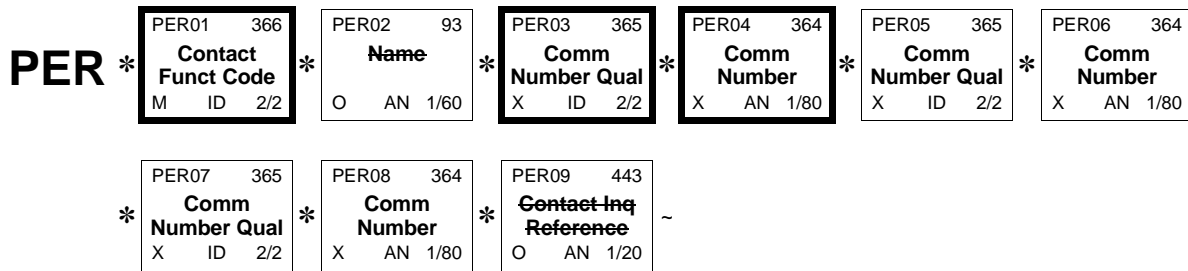 PER01 366 PER02 93 PER03 365 PER04 364 PER05 365 PER06 364
PER * Contact Funct Code * Name * Comm Number Qual * Comm Number * Comm Number Qual * Comm Number
M ID 2/2 O AN 1/60 X ID 2/2 X AN 1/80 X ID 2/2 X AN 1/80
PER07 365 PER08 364 PER09 443
* Comm Number Qual * Comm Number * Contact Inq Reference ~
X ID 2/2 X AN 1/80 O AN 1/20